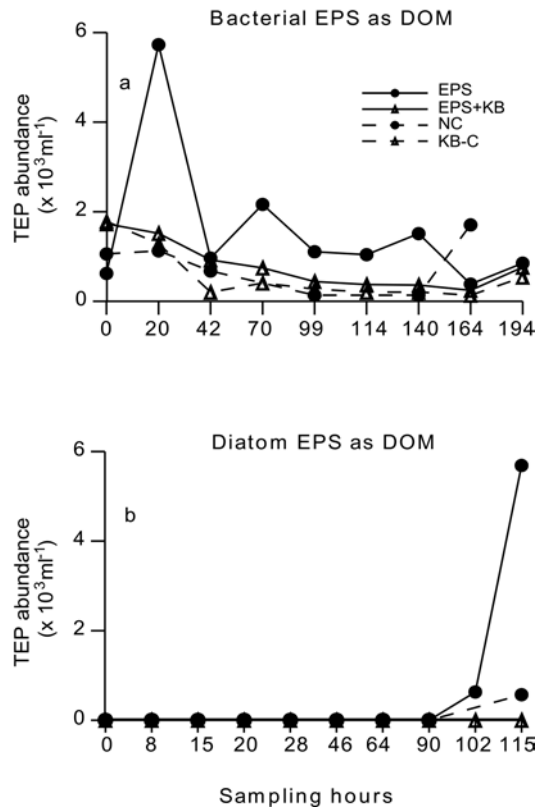 Bacterial EPS as DOM
6
a
EPS
EPS+KB
NC
KB-C
4
TEP abundance
(x 10³ml⁻¹)
2
0
0 20 42 70 99 114 140 164 194
Diatom EPS as DOM
6
b
4
TEP abundance
(x 10³ml⁻¹)
2
0
0 8 15 20 28 46 64 90 102 115
Sampling hours